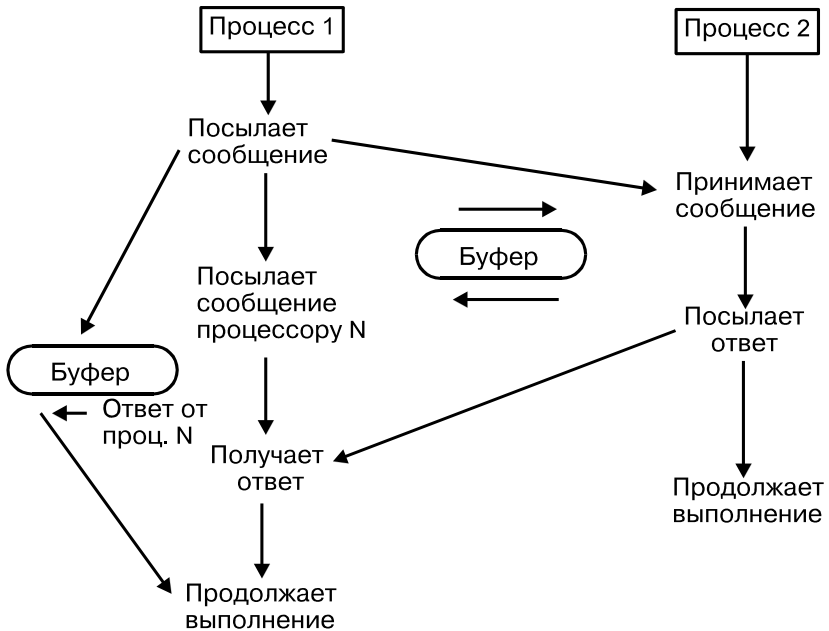 Процесс 1
Процесс 2
Посылает
сообщение
Принимает
сообщение
Буфер
Посылает
сообщение
процессору N
Посылает
ответ
Буфер
Ответ от
проц. N
Получает
ответ
Продолжает
выполнение
Продолжает
выполнение